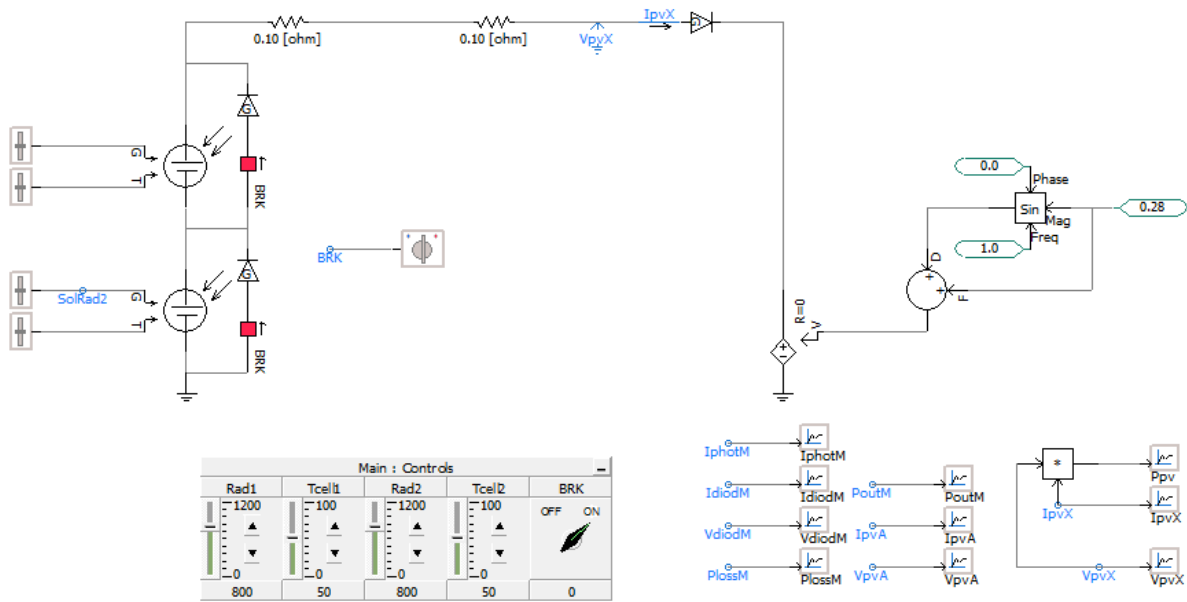 IpvX
0.10 [ohm]
0.10 [ohm]
VpvX
G
G
G
T
BRK
0.0
Phase
Sin
Mag
0.28
Freq
1.0
BRK
D
G
SolRad2
G
T
BRK
+
+
F
R=0
V
+
-
Main : Controls
Rad1 Tcell1 Rad2 Tcell2 BRK
1200 100 1200 100 OFF ON
0 0 0 0
800 50 800 50 0
IphotM IphotM
IdiodM IdiodM PoutM PoutM
VdiodM VdiodM IpvA IpvA
PlossM PlossM VpvA VpvA
*
Ppv
IpvX IpvX
VpvX VpvX